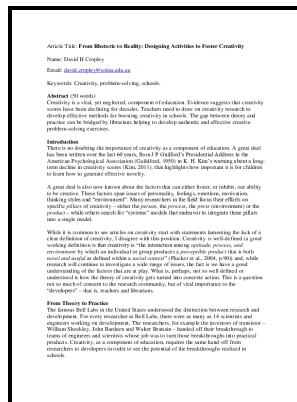 Article Title: From Rhetoric to Reality: Designing Activities to Foster Creativity
Name: David H Cropley
Email: david.cropley@unisa.edu.au
Keywords: Creativity, problem-solving, schools.
Abstract (50 words)
Creativity is a vital, yet neglected, component of education. Evidence suggests that creativity
scores have been declining for decades. Teachers need to draw on creativity research to
develop effective methods for boosting creativity in schools. The gap between theory and
practice can be bridged by librarians helping to develop authentic and effective creative
problem-solving exercises.
Introduction
There is no doubting the importance of creativity as a component of education. A great deal
has been written over the last 60 years, from J P Guilford's Presidential Address to the
American Psychological Association (Guilford, 1950) to K. H. Kim's warning about a long-
term decline in creativity scores (Kim, 2011), that highlights how important it is for children
to learn how to generate effective novelty.
A great deal is also now known about the factors that can either foster, or inhibit, our ability
to be creative. These factors span issues of personality, feelings, emotions, motivation,
thinking styles and "environment". Many researchers in the field focus their efforts on
specific pillars of creativity – either the person, the process, the press (environment) or the
product – while others search for "systems" models that endeavor to integrate these pillars
into a single model.
While it is common to see articles on creativity start with statements lamenting the lack of a
clear definition of creativity, I disagree with this position. Creativity is well-defined (a good
working definition is that creativity is "the interaction among aptitude, process, and
environment by which an individual or group produces a perceptible product that is both
novel and useful as defined within a social context" (Plucker et al., 2004, p.90)) and, while
research will continue to investigate a wide range of issues, the fact is we have a good
understanding of the factors that are at play. What is, perhaps, not so well defined or
understood is how the theory of creativity gets turned into concrete action. This is a question
not so much of concern to the research community, but of vital importance to the
"developers" – that is, teachers and librarians.
From Theory to Practice
The famous Bell Labs in the United States understood the distinction between research and
development. For every researcher at Bell Labs, there were as many as 14 scientists and
engineers working on development. The researchers, for example the inventors of transistor –
William Shockley, John Bardeen and Walter Brattain – handed off their breakthrough to
teams of engineers and scientists whose job was to turn those breakthroughs into practical
products. Creativity, as a component of education, requires the same hand-off from
researchers to developers in order to see the potential of the breakthroughs realized in
schools.